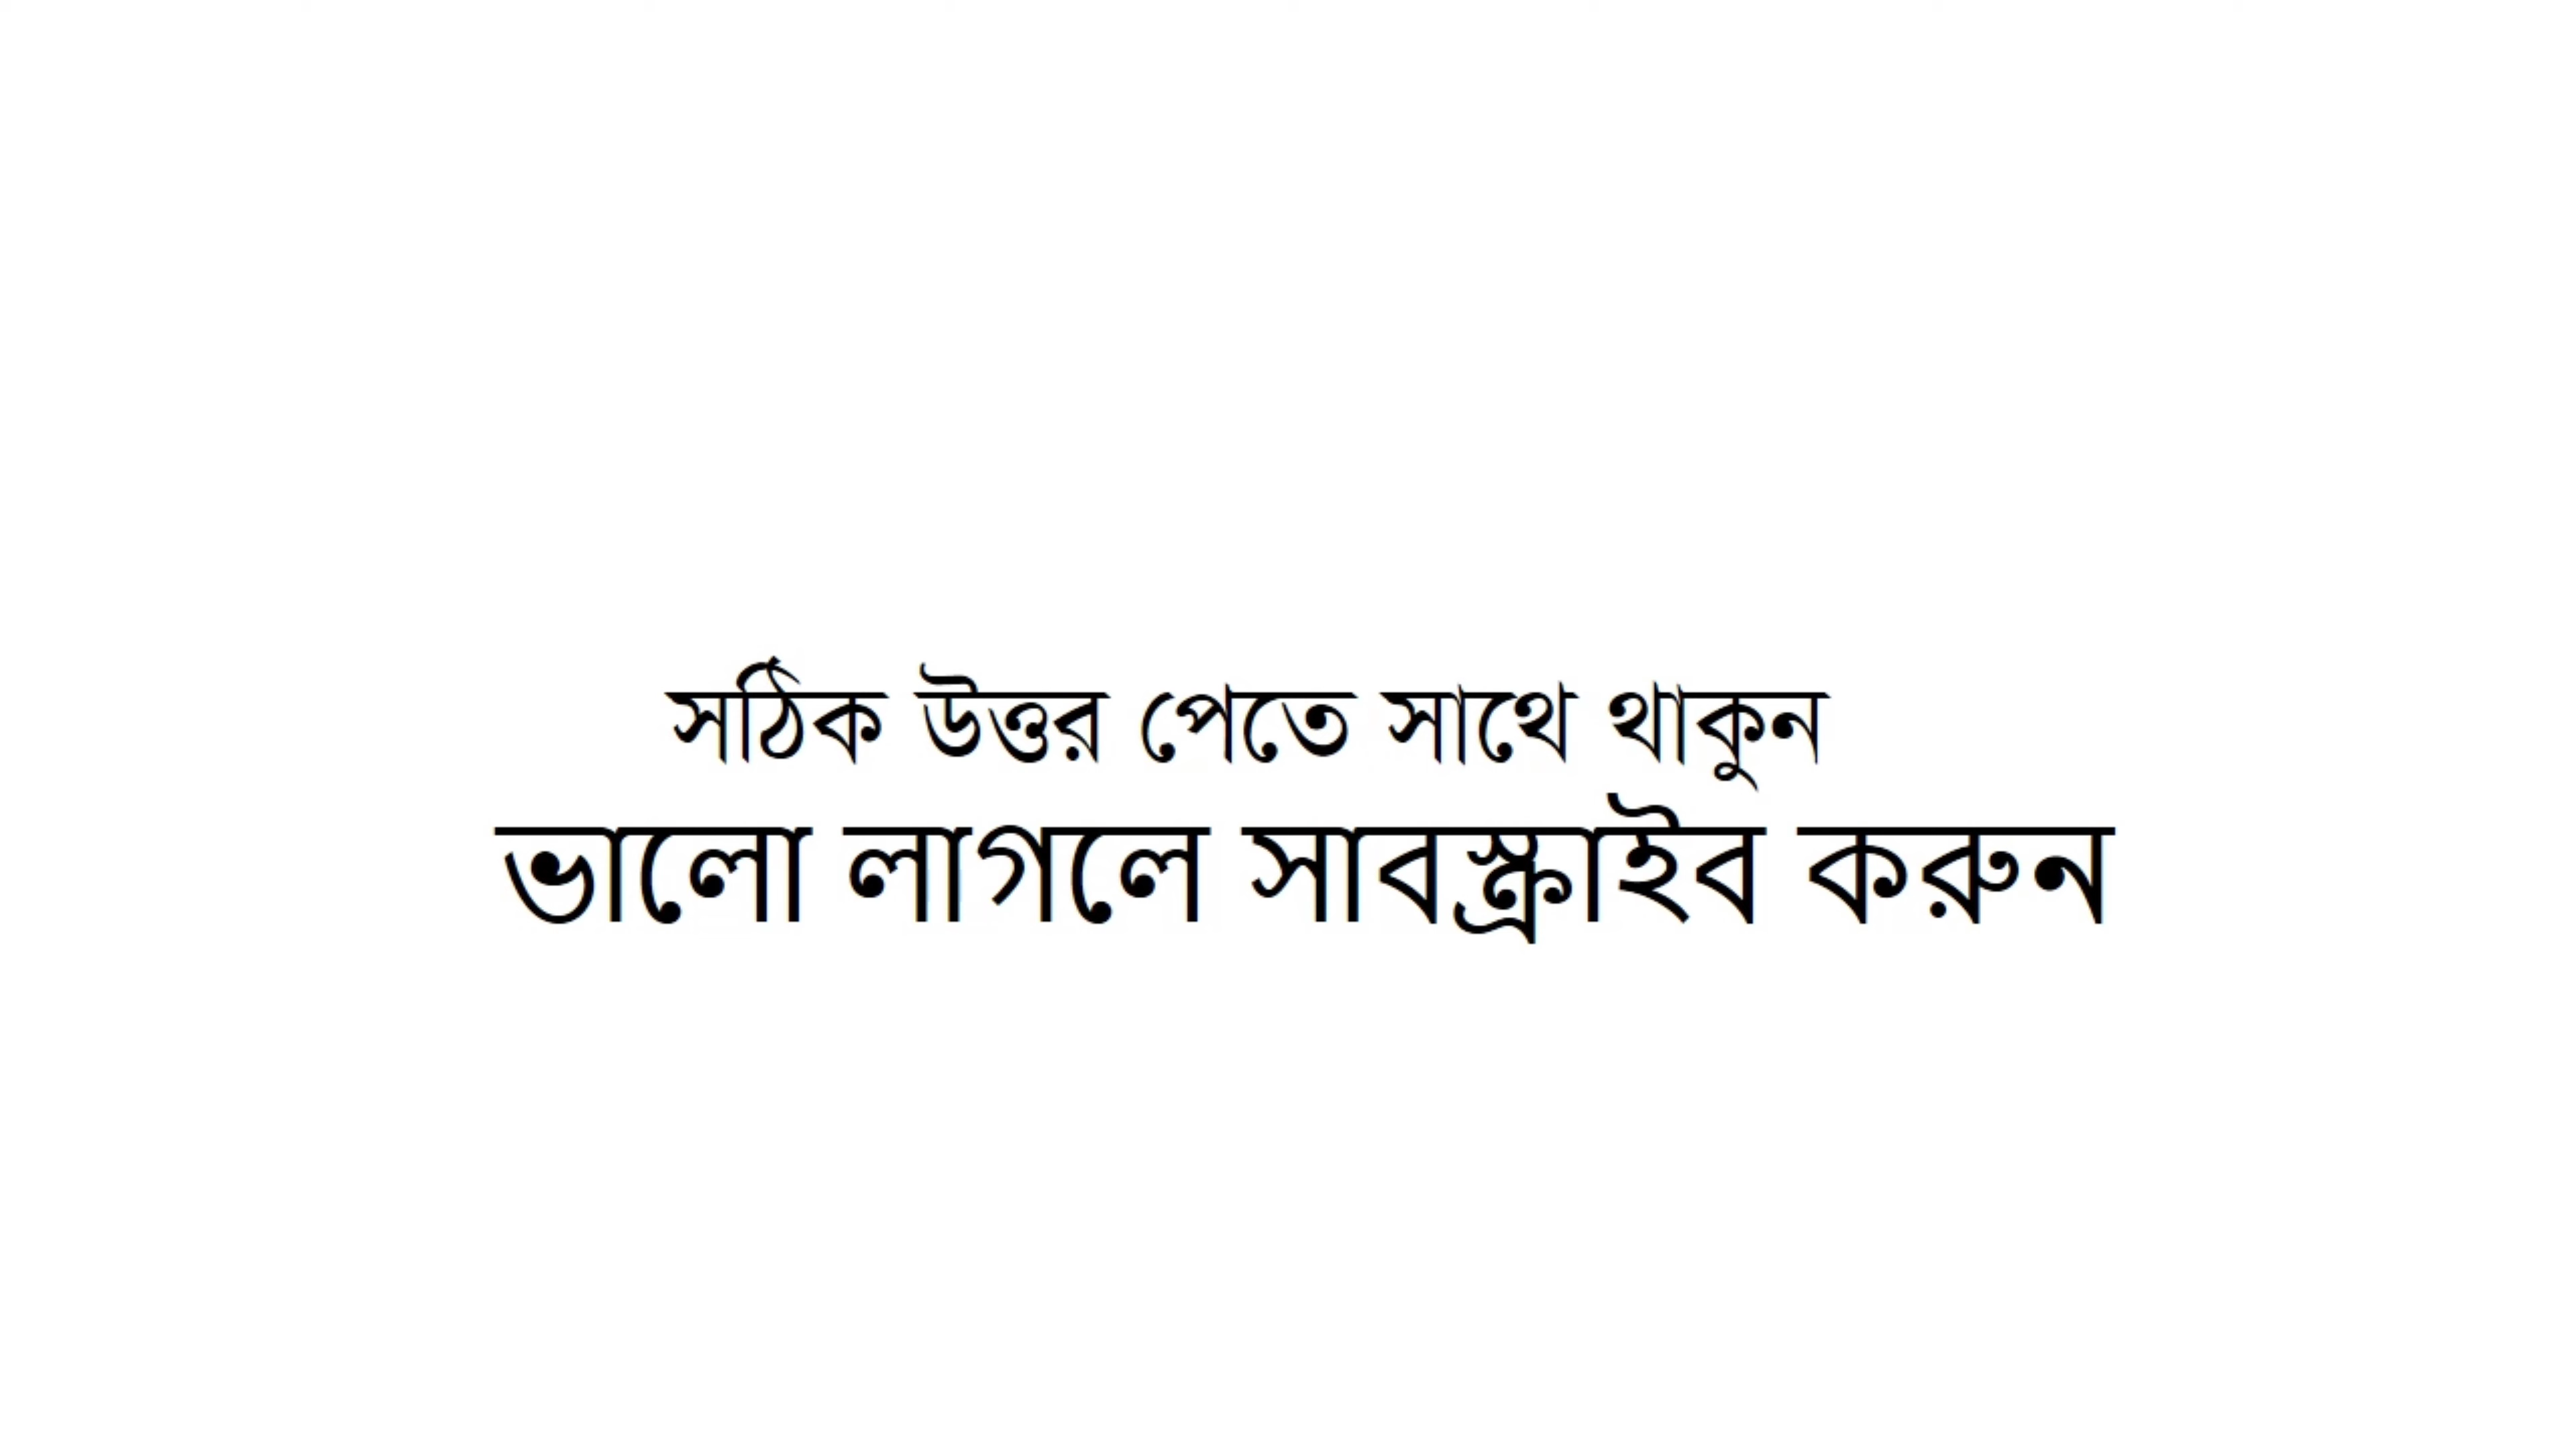 সঠিক উত্তর পেতে সাথে থাকুন
ভালো লাগলে সাবস্ক্রাইব করুন